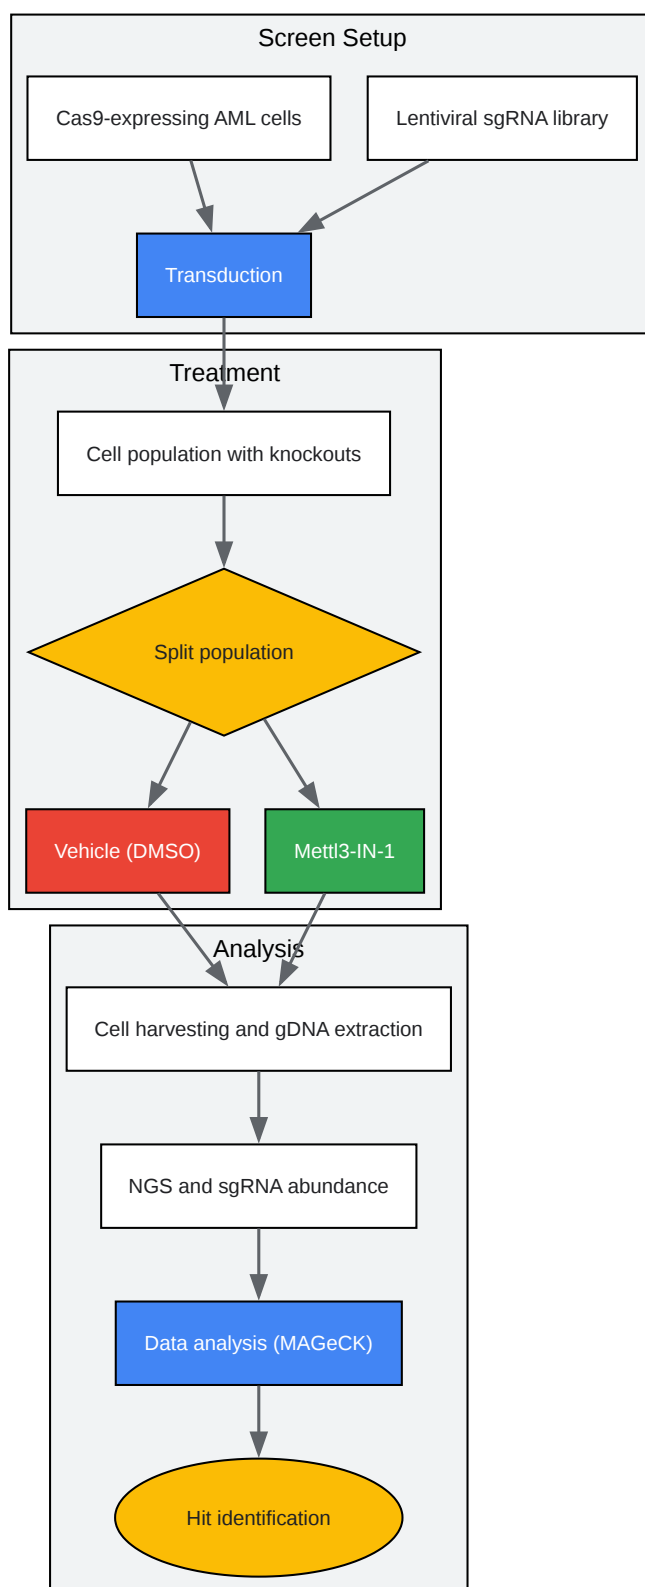 Screen Setup
Cas9-expressing AML cells
Lentiviral sgRNA library
Transduction
Treatment
Cell population with knockouts
Split population
Vehicle (DMSO)
Mettl3-IN-1
Analysis
Cell harvesting and gDNA extraction
NGS and sgRNA abundance
Data analysis (MAGeCK)
Hit identification